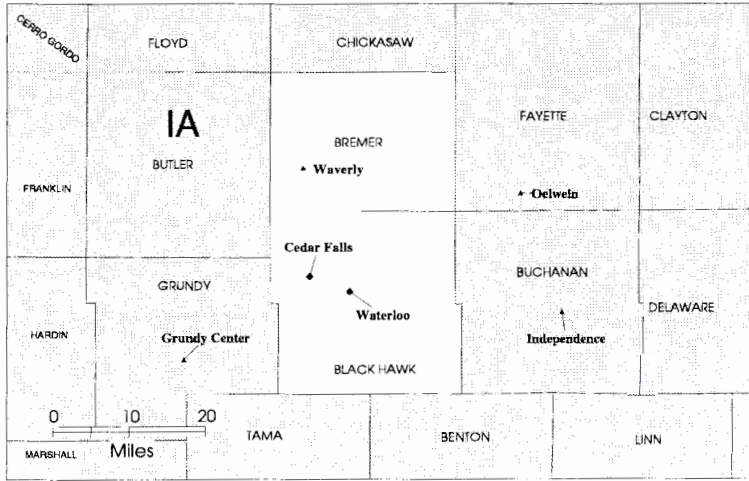 CERRO GORDO
FLOYD
CHICKASAW
IA
FAYETTE
CLAYTON
BREMER
BUTLER
Waverly
FRANKLIN
Oelwein
Cedar Falls
BUCHANAN
GRUNDY
DELAWARE
Waterloo
HARDIN
Grundy Center
Independence
BLACK HAWK
0 10 20
TAMA
BENTON
LINN
Miles
MARSHALL